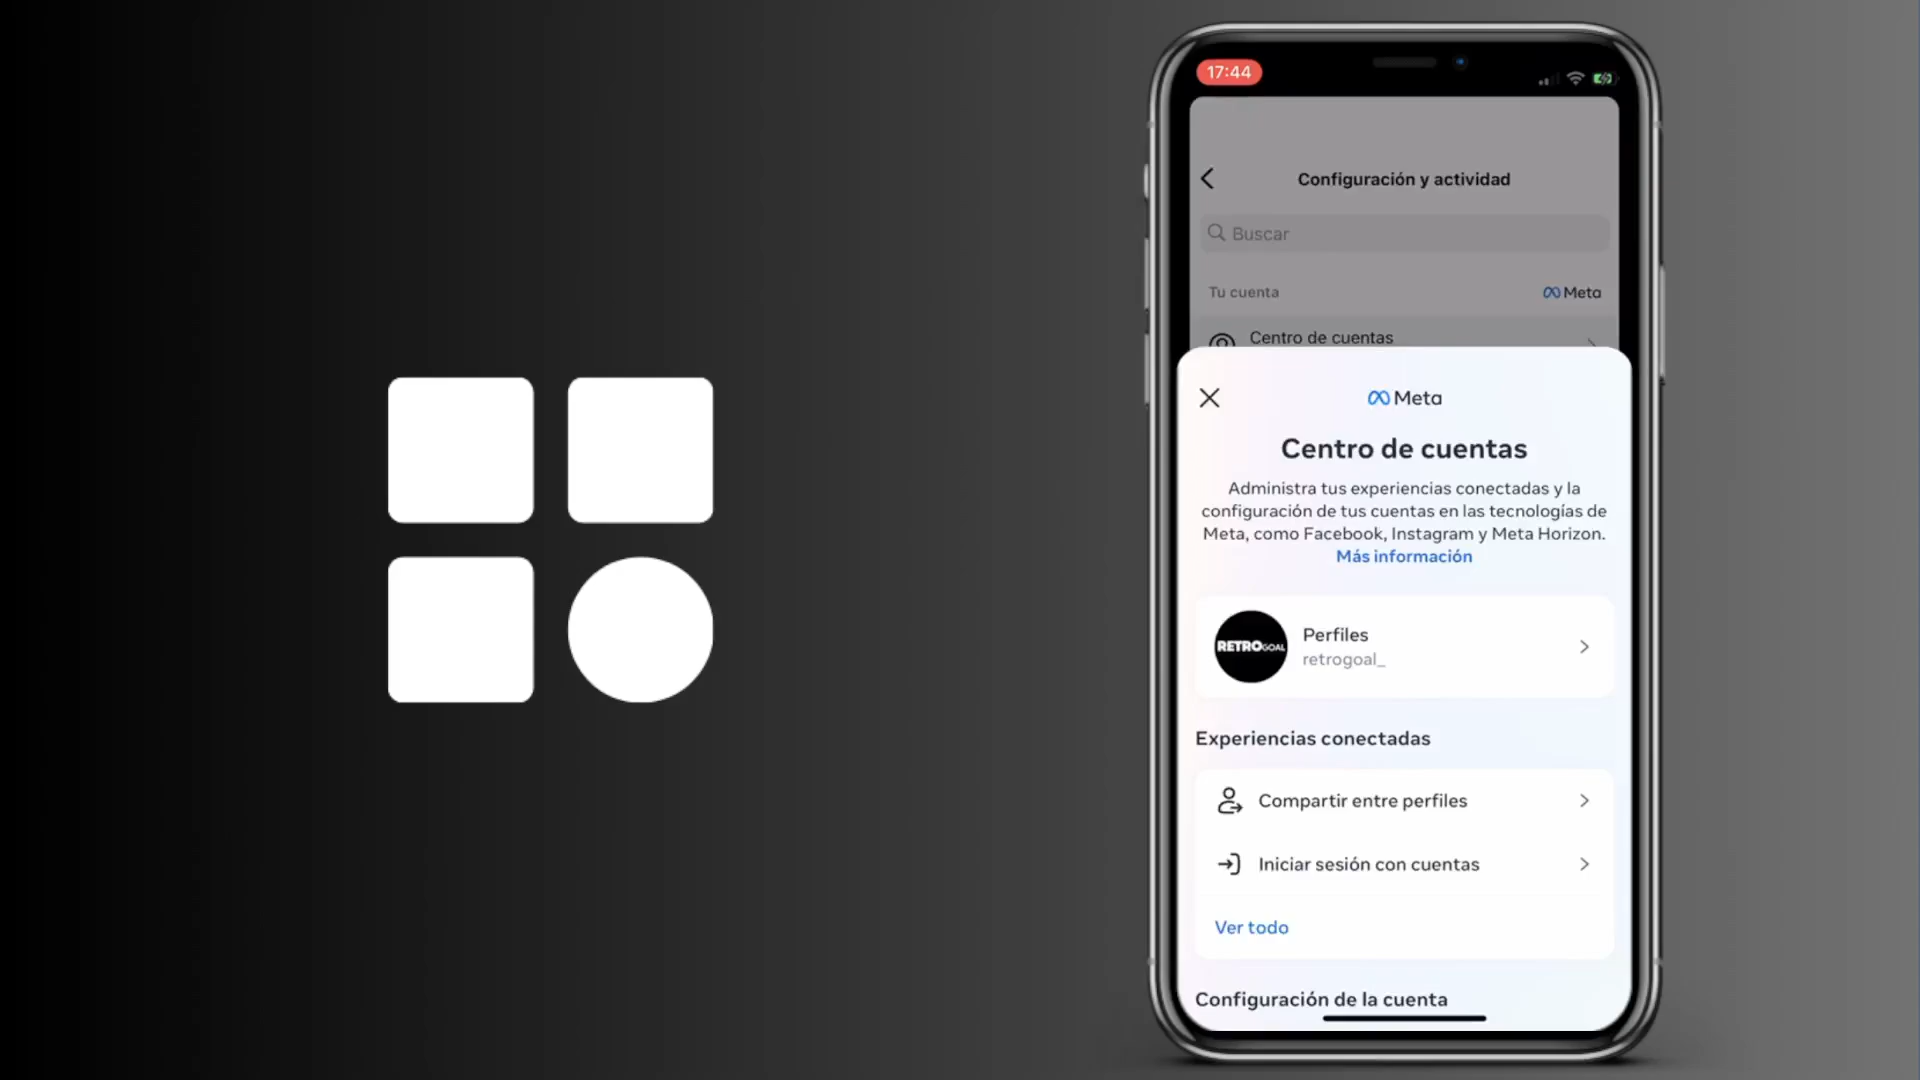 17:44
Configuración y actividad
Buscar
Tu cuenta
Meta
Centro de cuentas
Meta
Centro de cuentas
Administra tus experiencias conectadas y la
configuración de tus cuentas en las tecnologías de
Meta, como Facebook, Instagram y Meta Horizon.
Más información
RETROGOAL
Perfiles
retrogoal_
Experiencias conectadas
Compartir entre perfiles
Iniciar sesión con cuentas
Ver todo
Configuración de la cuenta